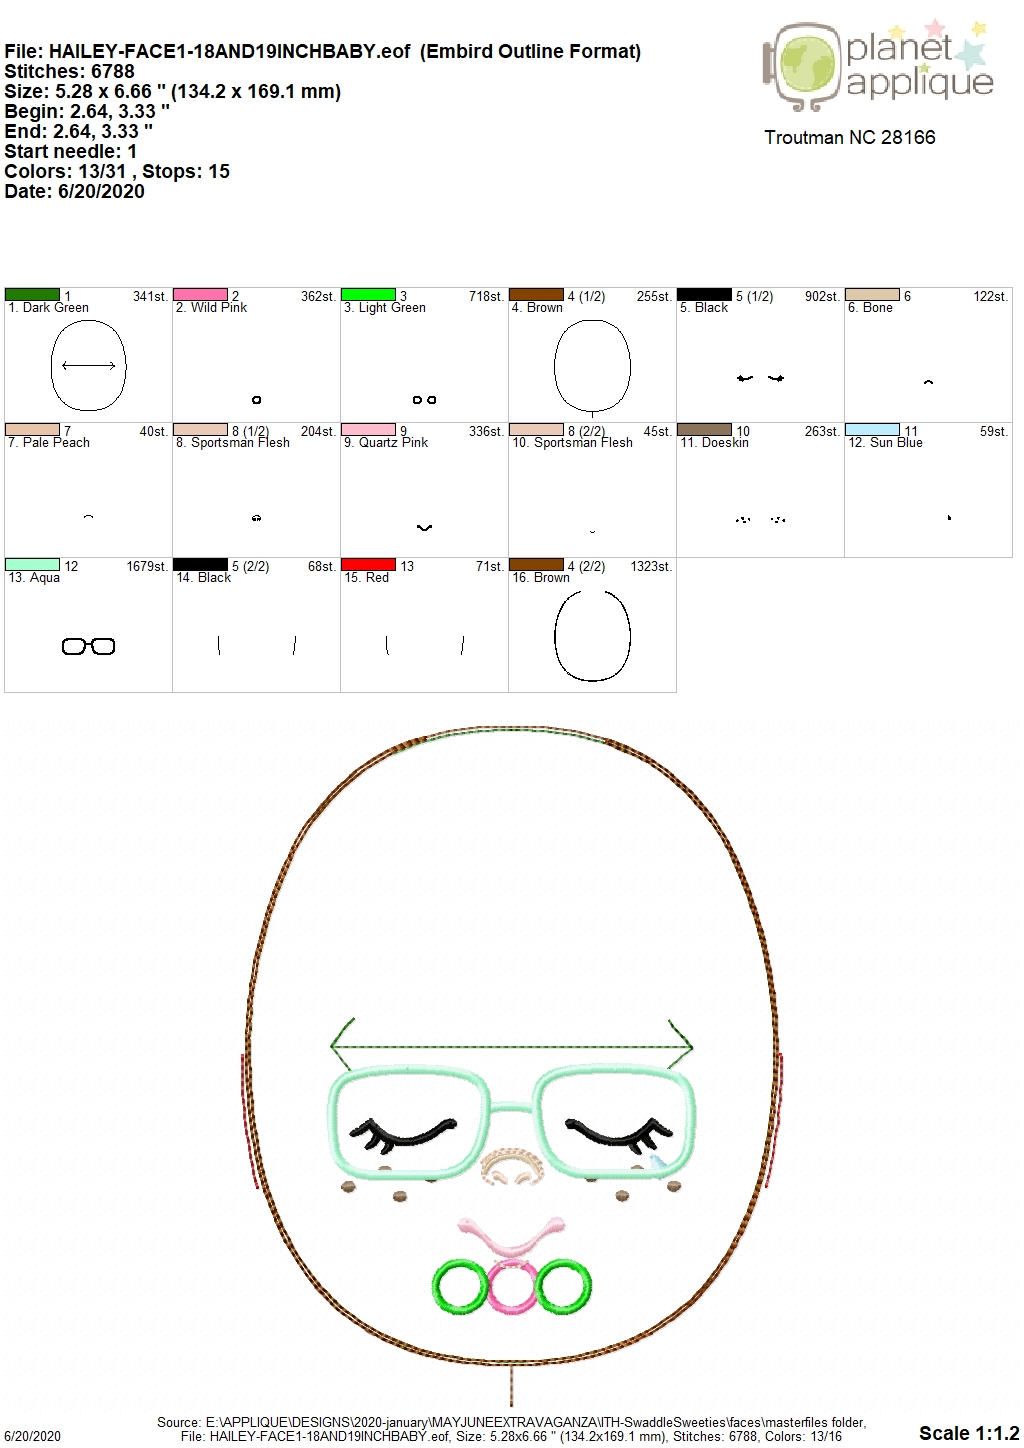 File: HAILEY-FACE1-18AND19INCHBABY.eof (Embird Outline Format)
Stitches: 6788
Size: 5.28 x 6.66 " (134.2 x 169.1 mm)
Begin: 2.64, 3.33 "
End: 2.64, 3.33 "
Start needle: 1
Colors: 13/31 , Stops: 15
Date: 6/20/2020
planet
applique
Troutman NC 28166
1 341st.
1. Dark Green
2 362st.
2. Wild Pink
3 718st.
3. Light Green
4 (1/2) 255st.
4. Brown
5 (1/2) 902st.
5. Black
6 122st.
6. Bone
7 40st.
7. Pale Peach
8 (1/2) 204st.
8. Sportsman Flesh
9 336st.
9. Quartz Pink
8 (2/2) 45st.
10. Sportsman Flesh
10 263st.
11. Doeskin
11 59st.
12. Sun Blue
12 1679st.
13. Aqua
5 (2/2) 68st.
14. Black
13 71st.
15. Red
4 (2/2) 1323st.
16. Brown
Source: E:\APPLIQUE\DESIGNS\2020-january\MAYJUNEEXTRAVAGANZA\ITH-SwaddleSweeties\faces\masterfiles folder,
6/20/2020 File: HAILEY-FACE1-18AND19INCHBABY.eof, Size: 5.28x6.66 " (134.2x169.1 mm), Stitches: 6788, Colors: 13/16 Scale 1:1.2